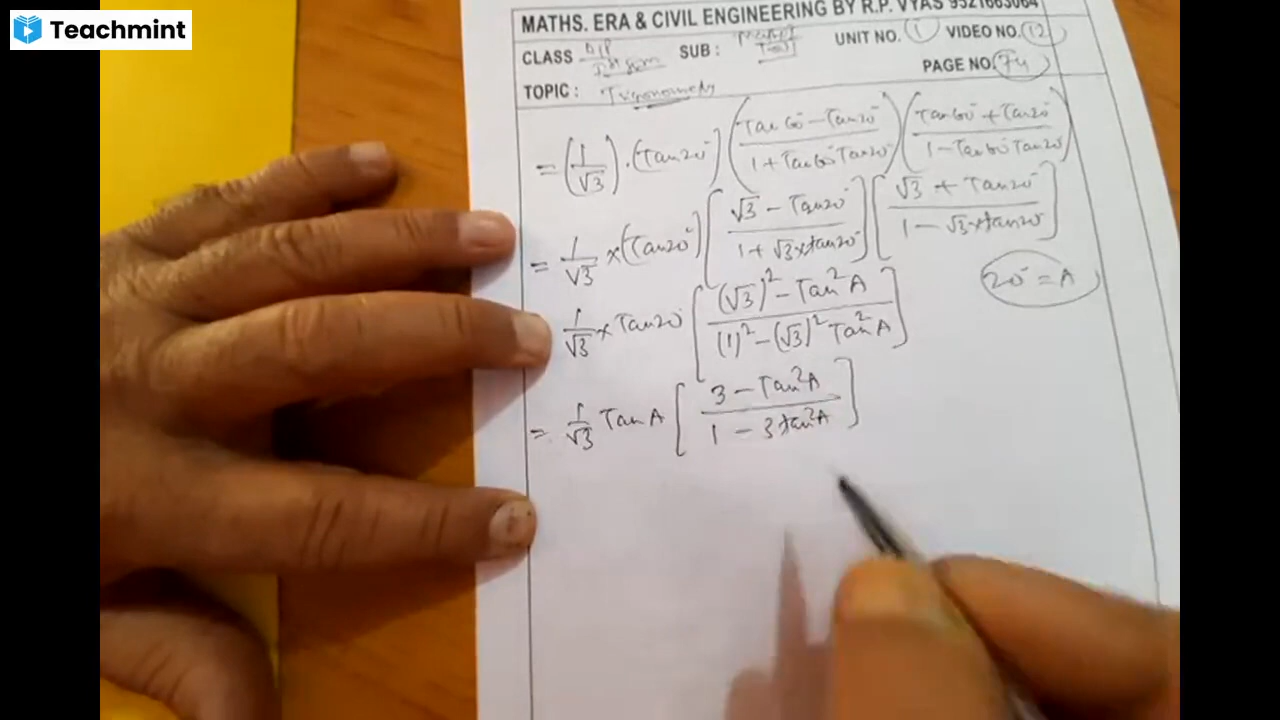 Teachmint
MATHS. ERA & CIVIL ENGINEERING BY R.P. VYAS 9521663064
CLASS SUB : UNIT NO. 1 VIDEO NO. 12
PAGE NO. 74
TOPIC : Trigonometry
= (1/√3) · (Tan20°) (Tan60° - Tan20° / 1 + Tan60° Tan20°) (Tan60° + Tan20° / 1 - Tan60° Tan20°)
= 1/√3 × (Tan20°) [√3 - Tan20° / 1 + √3 × tan20°] [√3 + Tan20° / 1 - √3 × tan20°]
1/√3 × Tan20° [(√3)² - Tan²A / (1)² - (√3)² Tan²A]
20° = A
= 1/√3 TanA [3 - Tan²A / 1 - 3tan²A]